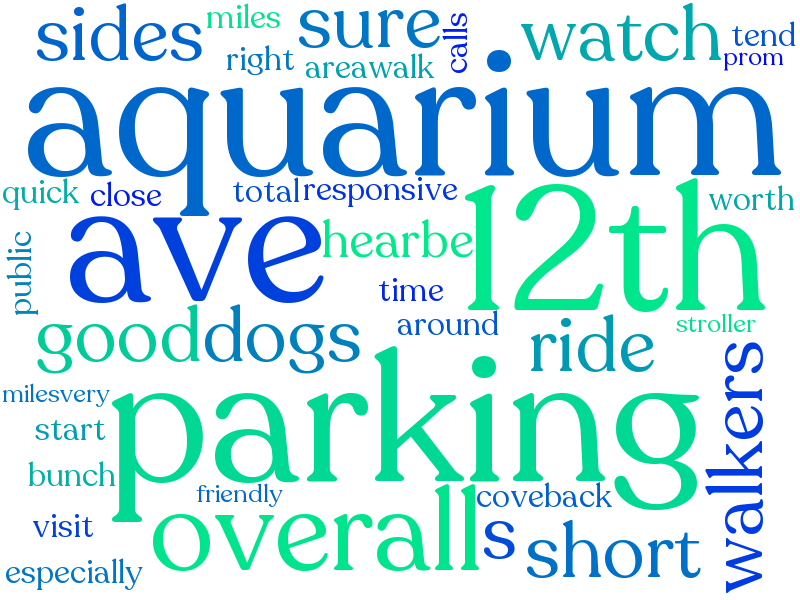 sides
miles
sure
calls
watch
tend
prom
right
areawalk
aquarium
quick
close
total
responsive
worth
ave
hearbe
12th
public
time
around
stroller
good
dogs
ride
walkers
milesvery
parking
start
bunch
friendly
coveback
visit
overall
s
short
especially